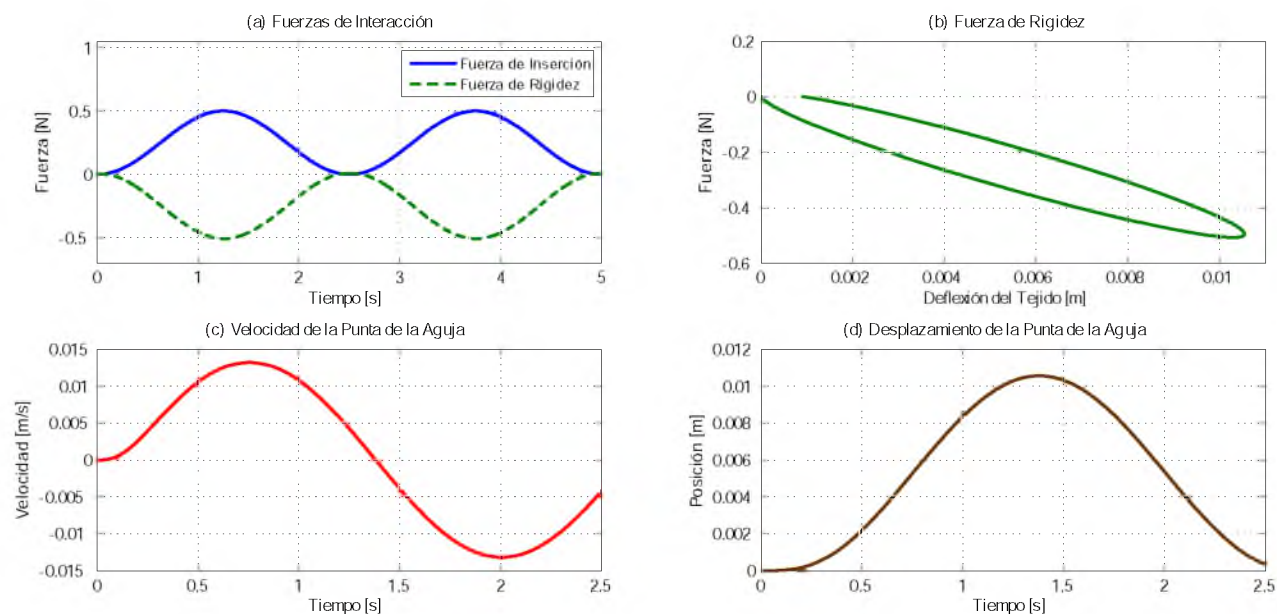 (a) Fuerzas de Interacción
1
0.5
0
-0.5
Fuerza [N]
Fuerza de Inserción
Fuerza de Rigidez
0 1 2 3 4 5
Tiempo [s]
(b) Fuerza de Rigidez
0.2
0
-0.2
-0.4
-0.6
Fuerza [N]
0 0.002 0.004 0.006 0.008 0.01
Deflexión del Tejido [m]
(c) Velocidad de la Punta de la Aguja
0.015
0.01
0.005
0
-0.005
-0.01
-0.015
Velocidad [m/s]
0 0.5 1 1.5 2 2.5
Tiempo [s]
(d) Desplazamiento de la Punta de la Aguja
0.012
0.01
0.008
0.006
0.004
0.002
0
Posición [m]
0 0.5 1 1.5 2 2.5
Tiempo [s]